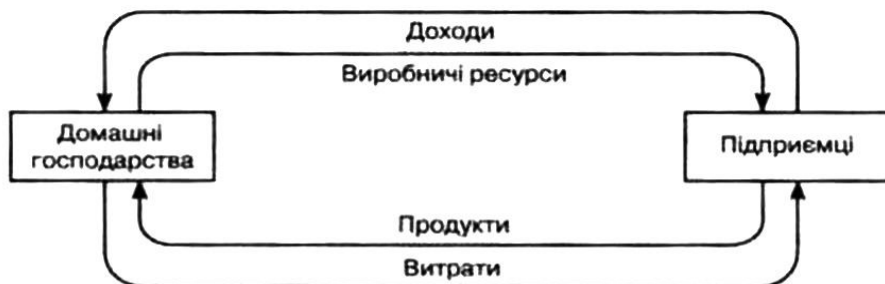 Доходи
Виробничі ресурси
Домашні
господарства
Підприємці
Продукти
Витрати